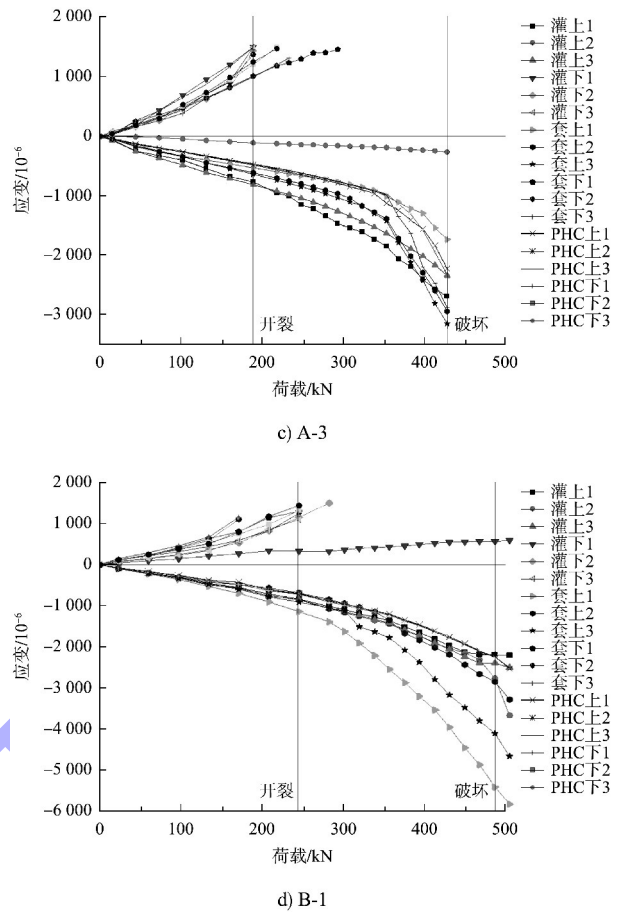 2 000
1 000
0
−1 000
−2 000
−3 000
应变/10⁻⁶
开裂
破坏
0 100 200 300 400 500
荷载/kN
灌上1
灌上2
灌上3
灌下1
灌下2
灌下3
套上1
套上2
套上3
套下1
套下2
套下3
PHC上1
PHC上2
PHC上3
PHC下1
PHC下2
PHC下3
c) A-3
2 000
1 000
0
−1 000
−2 000
−3 000
−4 000
−5 000
−6 000
应变/10⁻⁶
开裂
破坏
0 100 200 300 400 500
荷载/kN
灌上1
灌上2
灌上3
灌下1
灌下2
灌下3
套上1
套上2
套上3
套下1
套下2
套下3
PHC上1
PHC上2
PHC上3
PHC下1
PHC下2
PHC下3
d) B-1